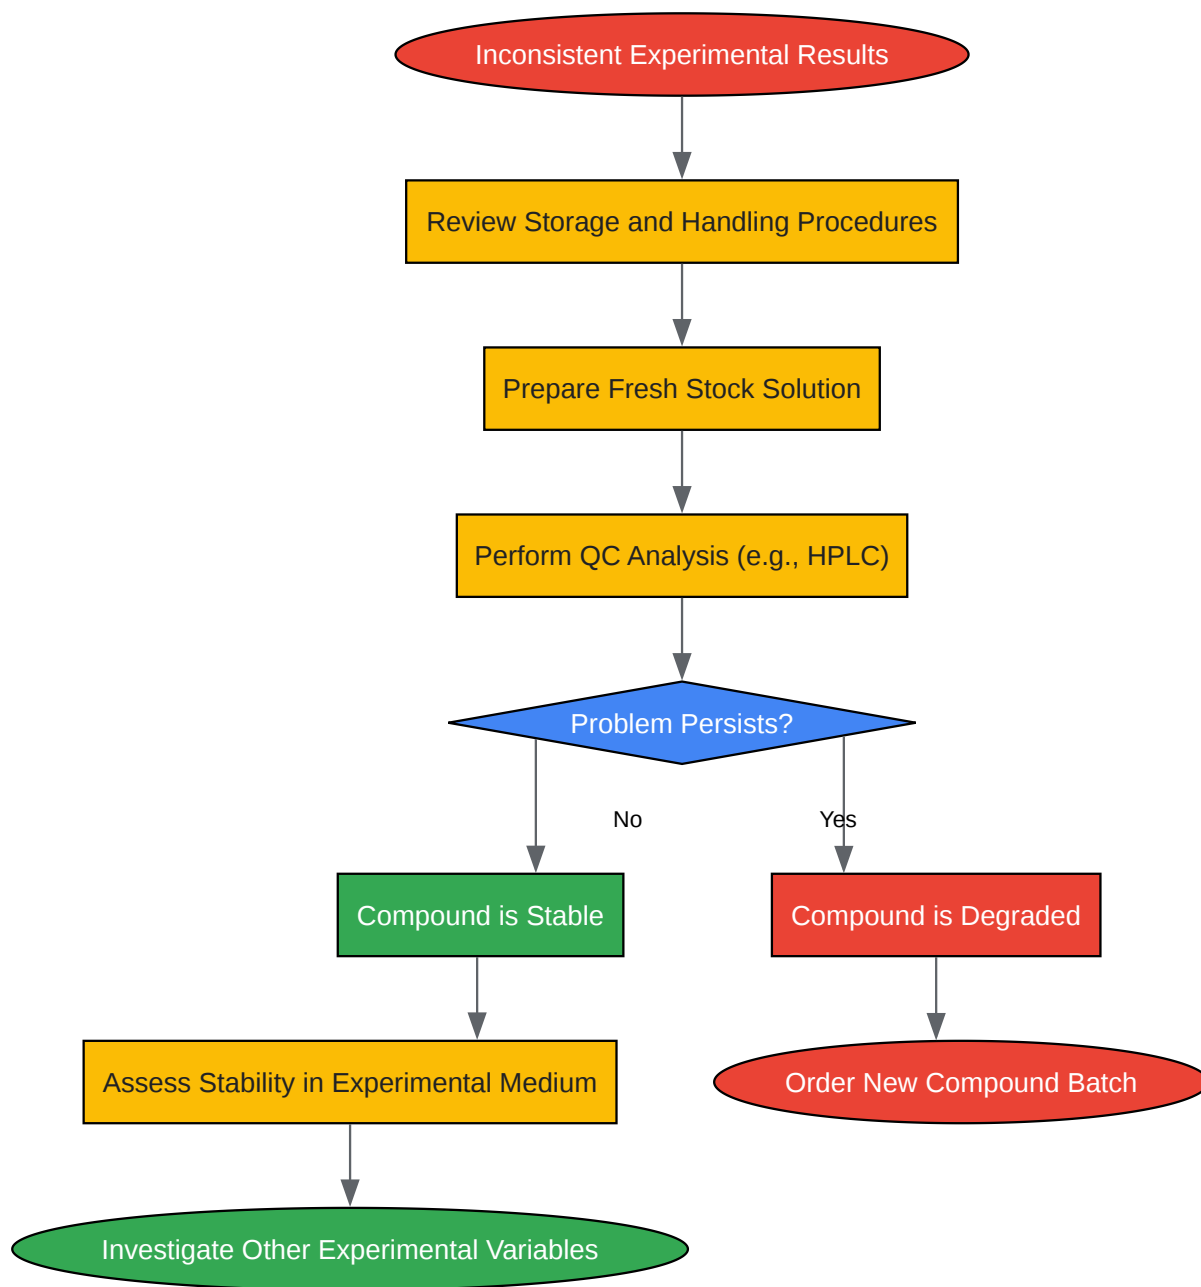 Inconsistent Experimental Results
Review Storage and Handling Procedures
Prepare Fresh Stock Solution
Perform QC Analysis (e.g., HPLC)
Problem Persists?
No
Yes
Compound is Stable
Compound is Degraded
Assess Stability in Experimental Medium
Order New Compound Batch
Investigate Other Experimental Variables